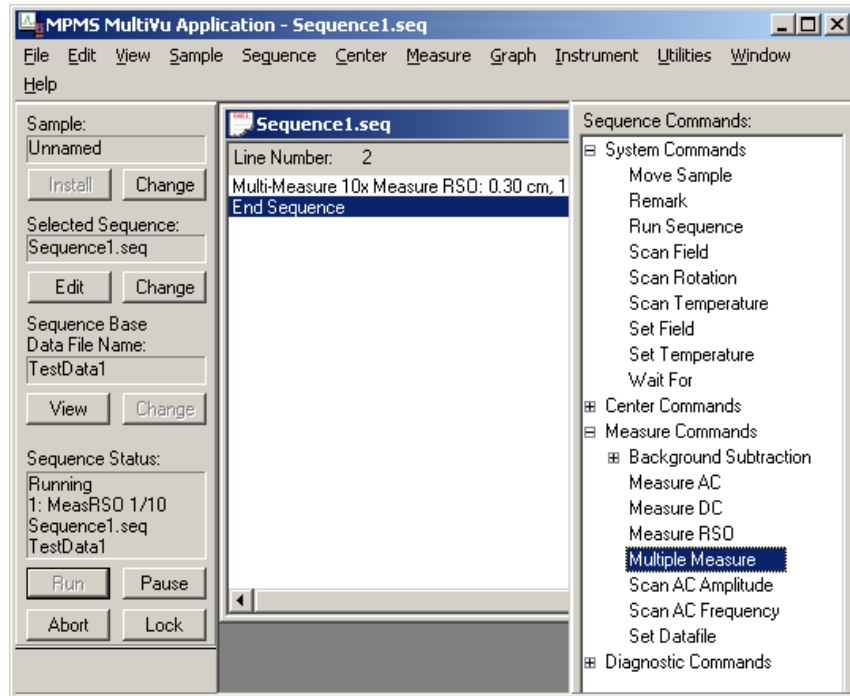 MPMS MultiVu Application - Sequence1.seq
File Edit View Sample Sequence Center Measure Graph Instrument Utilities Window
Help
Sample:
Unnamed
Install Change
Selected Sequence:
Sequence1.seq
Edit Change
Sequence Base
Data File Name:
TestData1
View Change
Sequence Status:
Running
1: MeasRSO 1/10
Sequence1.seq
TestData1
Run Pause
Abort Lock
Sequence1.seq
Line Number: 2
Multi-Measure 10x Measure RSO: 0.30 cm, 1
End Sequence
Sequence Commands:
System Commands
Move Sample
Remark
Run Sequence
Scan Field
Scan Rotation
Scan Temperature
Set Field
Set Temperature
Wait For
Center Commands
Measure Commands
Background Subtraction
Measure AC
Measure DC
Measure RSO
Multiple Measure
Scan AC Amplitude
Scan AC Frequency
Set Datafile
Diagnostic Commands